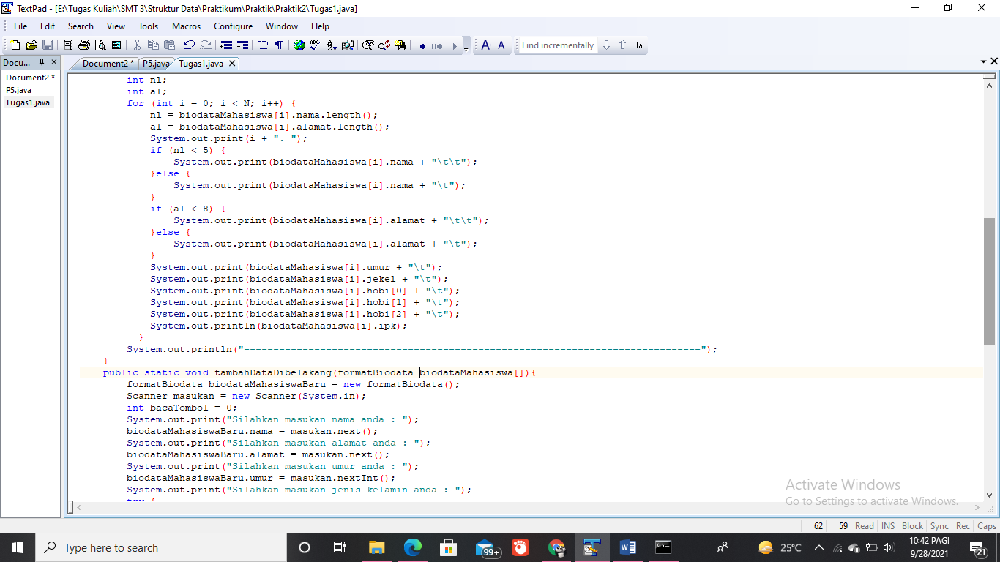 TextPad - [E:\Tugas Kuliah\SMT 3\Struktur Data\Praktikum\Praktik\Praktik2\Tugas1.java]
File Edit Search View Tools Macros Configure Window Help
Find incrementally
Aa
Docu...
Document2 *
P5.java
Tugas1.java
Document2 * P5.java Tugas1.java
int nl;
int al;
for (int i = 0; i < N; i++) {
nl = biodataMahasiswa[i].nama.length();
al = biodataMahasiswa[i].alamat.length();
System.out.print(i + ". ");
if (nl < 5) {
System.out.print(biodataMahasiswa[i].nama + "\t\t");
}else {
System.out.print(biodataMahasiswa[i].nama + "\t");
}
if (al < 8) {
System.out.print(biodataMahasiswa[i].alamat + "\t\t");
}else {
System.out.print(biodataMahasiswa[i].alamat + "\t");
}
System.out.print(biodataMahasiswa[i].umur + "\t");
System.out.print(biodataMahasiswa[i].jekel + "\t");
System.out.print(biodataMahasiswa[i].hobi[0] + "\t");
System.out.print(biodataMahasiswa[i].hobi[1] + "\t");
System.out.print(biodataMahasiswa[i].hobi[2] + "\t");
System.out.println(biodataMahasiswa[i].ipk);
}
System.out.println("------------------------------------------------------------------------------");
}
public static void tambahDataDibelakang(formatBiodata biodataMahasiswa[]){
formatBiodata biodataMahasiswaBaru = new formatBiodata();
Scanner masukan = new Scanner(System.in);
int bacaTombol = 0;
System.out.print("Silahkan masukan nama anda : ");
biodataMahasiswaBaru.nama = masukan.next();
System.out.print("Silahkan masukan alamat anda : ");
biodataMahasiswaBaru.alamat = masukan.next();
System.out.print("Silahkan masukan umur anda : ");
biodataMahasiswaBaru.umur = masukan.nextInt();
System.out.print("Silahkan masukan jenis kelamin anda : ");
try {
Activate Windows
Go to Settings to activate Windows.
62 59 Read INS Block Sync Rec Caps
Type here to search
99+
25°C
10:42 PAGI
9/28/2021
21